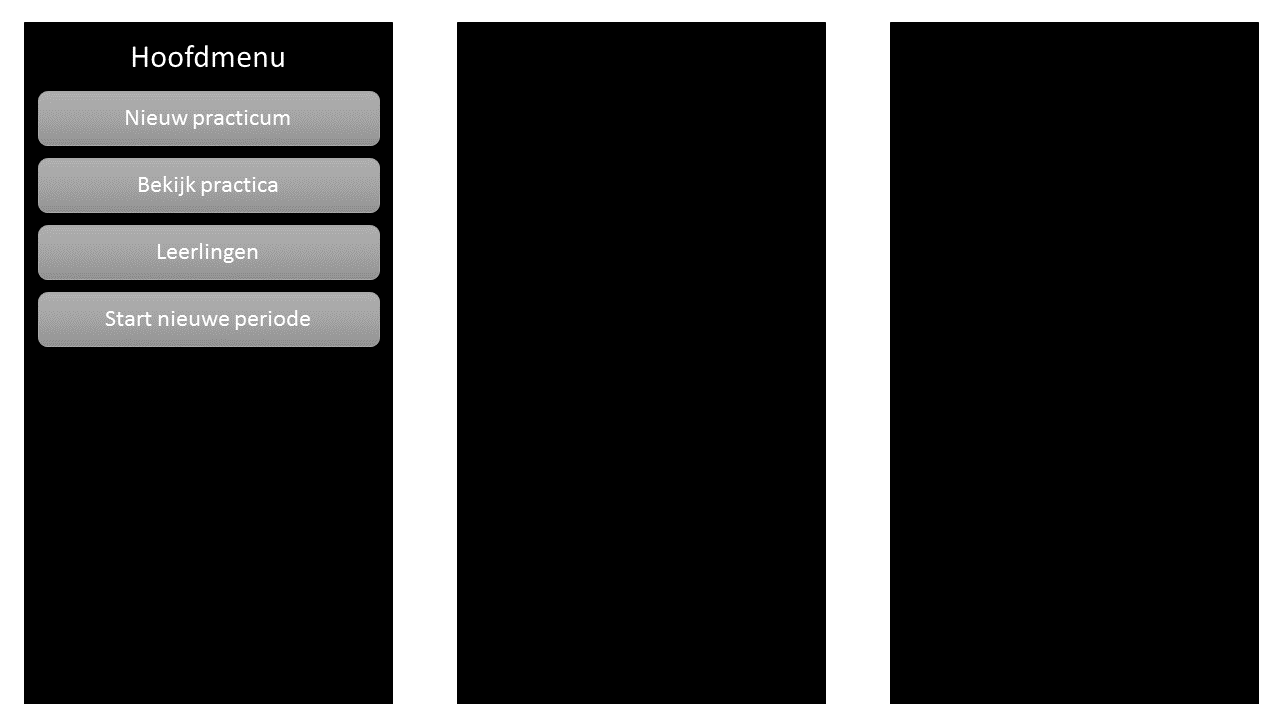 Hoofdmenu
Nieuw practicum
Bekijk practica
Leerlingen
Start nieuwe periode